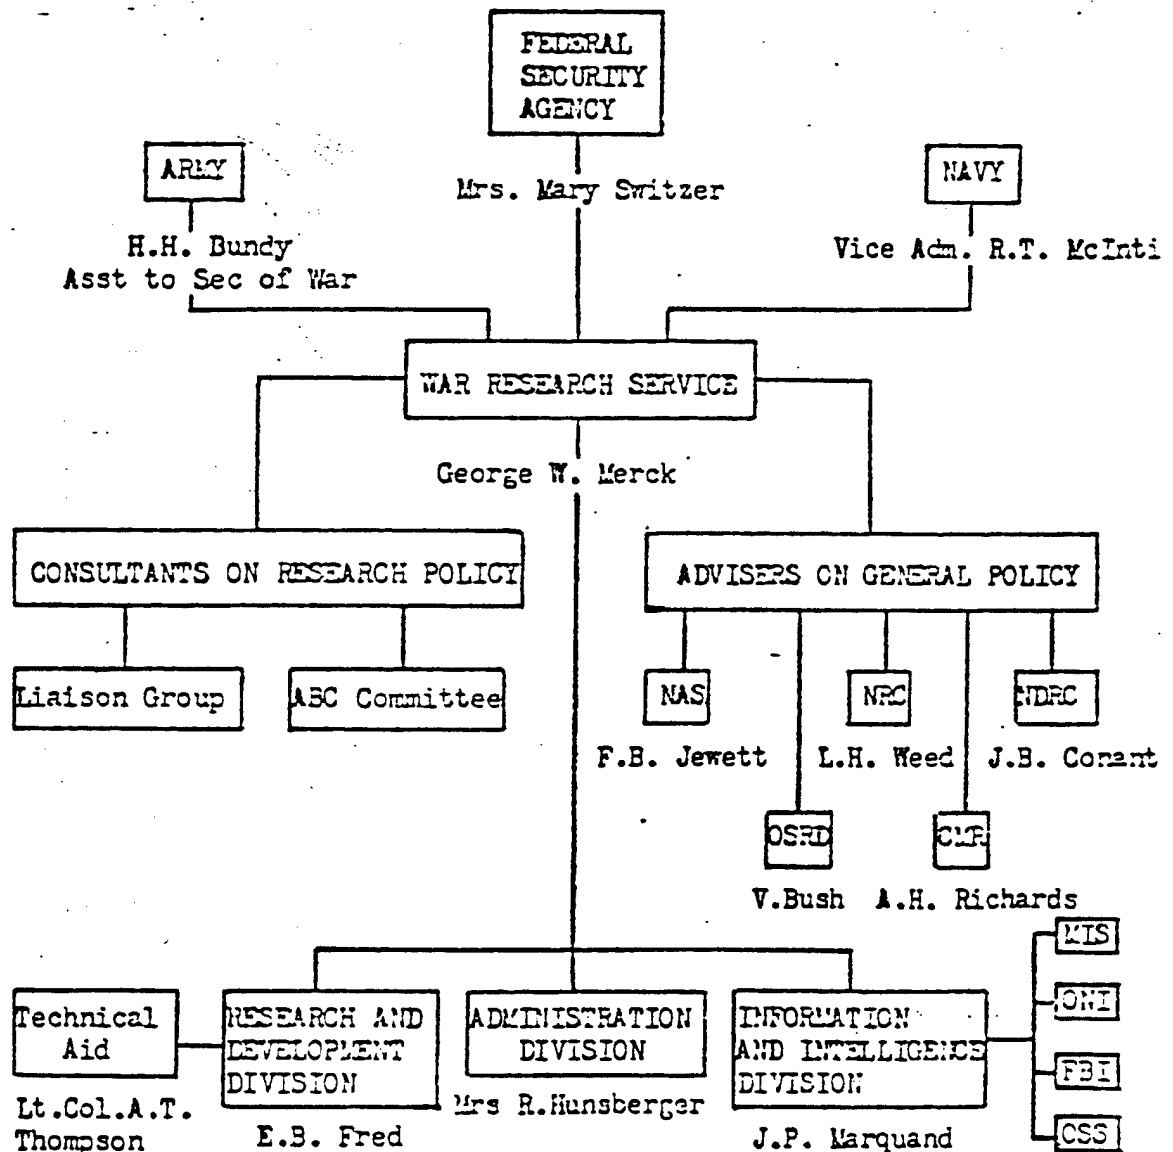 FEDERAL
SECURITY
AGENCY
ARMY
NAVY
Mrs. Mary Switzer
H.H. Bundy
Asst to Sec of War
Vice Adm. R.T. McInti
WAR RESEARCH SERVICE
George W. Merck
CONSULTANTS ON RESEARCH POLICY
ADVISERS ON GENERAL POLICY
Liaison Group
ABC Committee
NAS
NRC
NDRC
F.B. Jewett
L.H. Weed
J.B. Conant
OSRD
CMR
V.Bush
A.H. Richards
MIS
ONI
FBI
CSS
Technical
Aid
Lt.Col.A.T.
Thompson
RESEARCH AND
DEVELOPMENT
DIVISION
E.B. Fred
ADMINISTRATION
DIVISION
Mrs R.Hunsberger
INFORMATION
AND INTELLIGENCE
DIVISION
J.P. Marquand